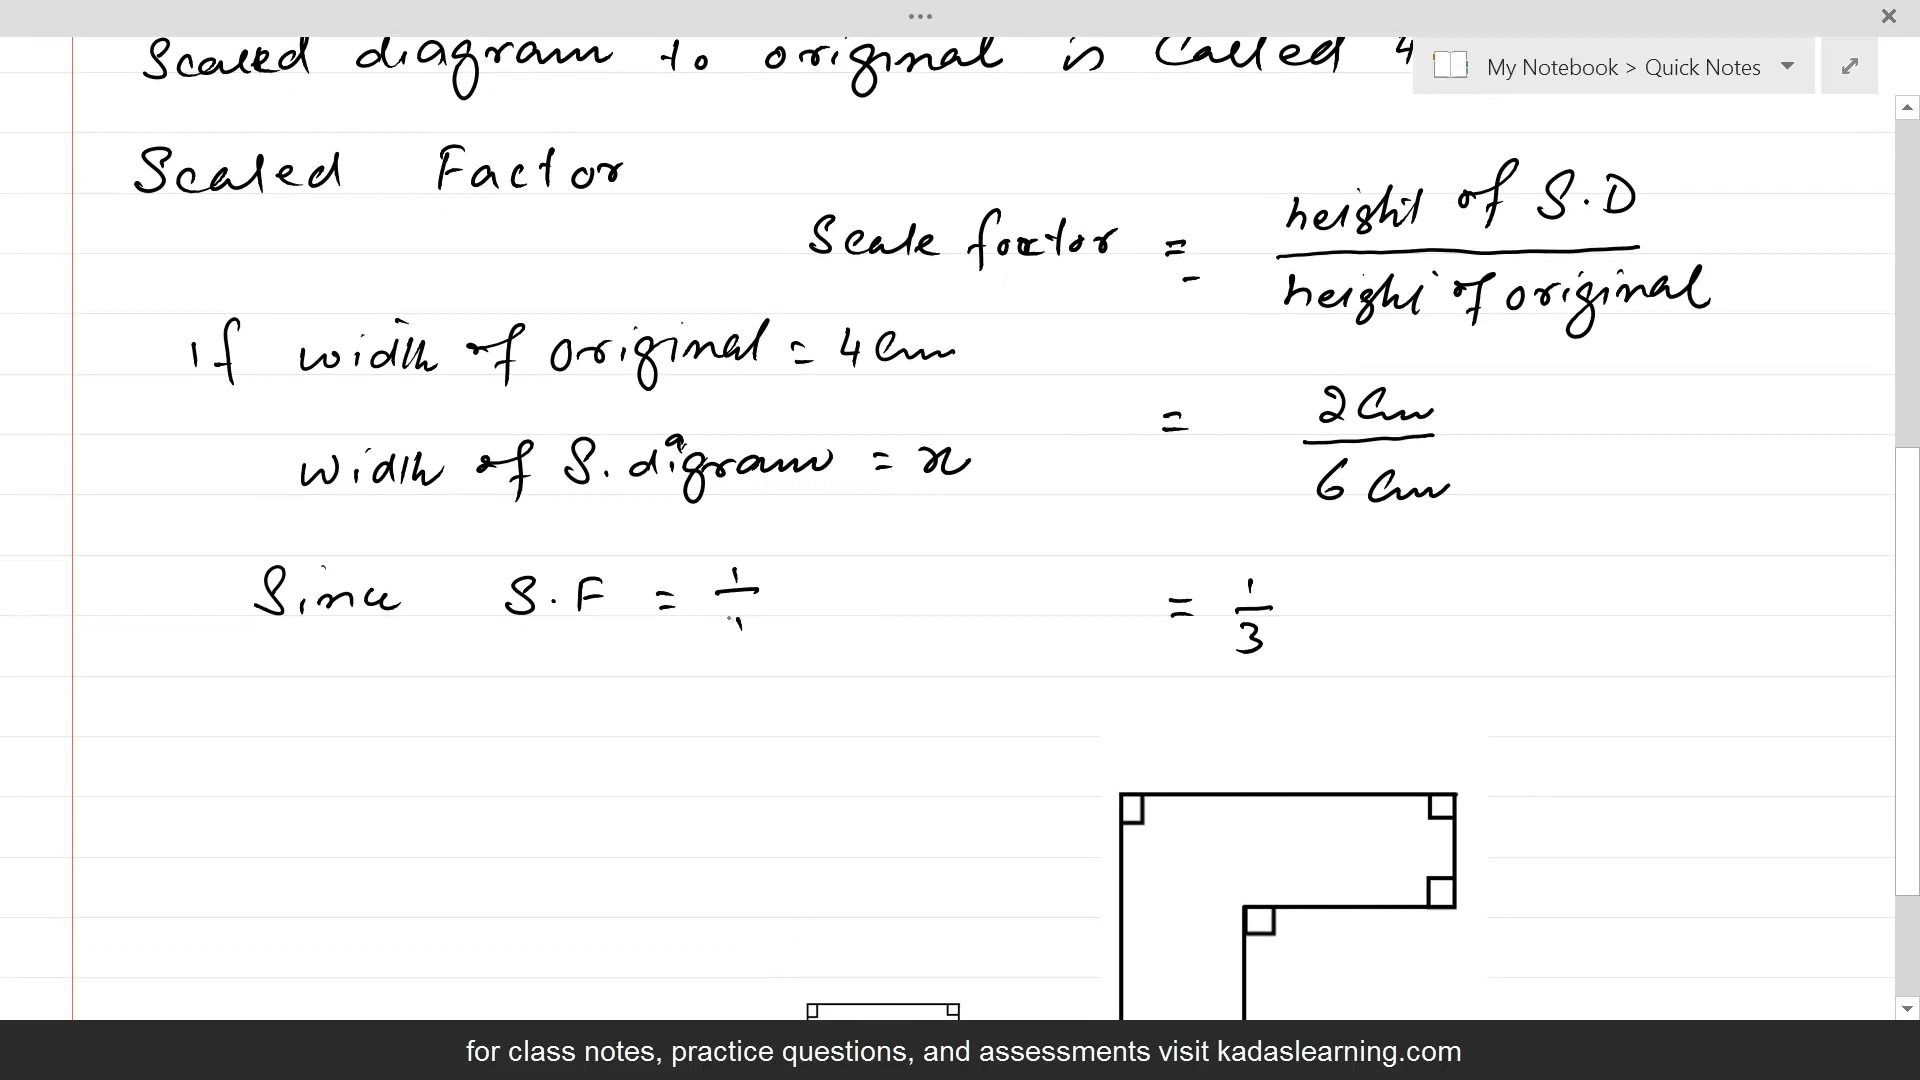 Scaled diagram to original is called
My Notebook > Quick Notes
Scaled Factor
Scale factor = height of S.D / height of original
If width of original = 4 cm
= 2 cm / 6 cm
width of S. diagram = x
Since S.F = 1/
= 1/3
for class notes, practice questions, and assessments visit kadaslearning.com